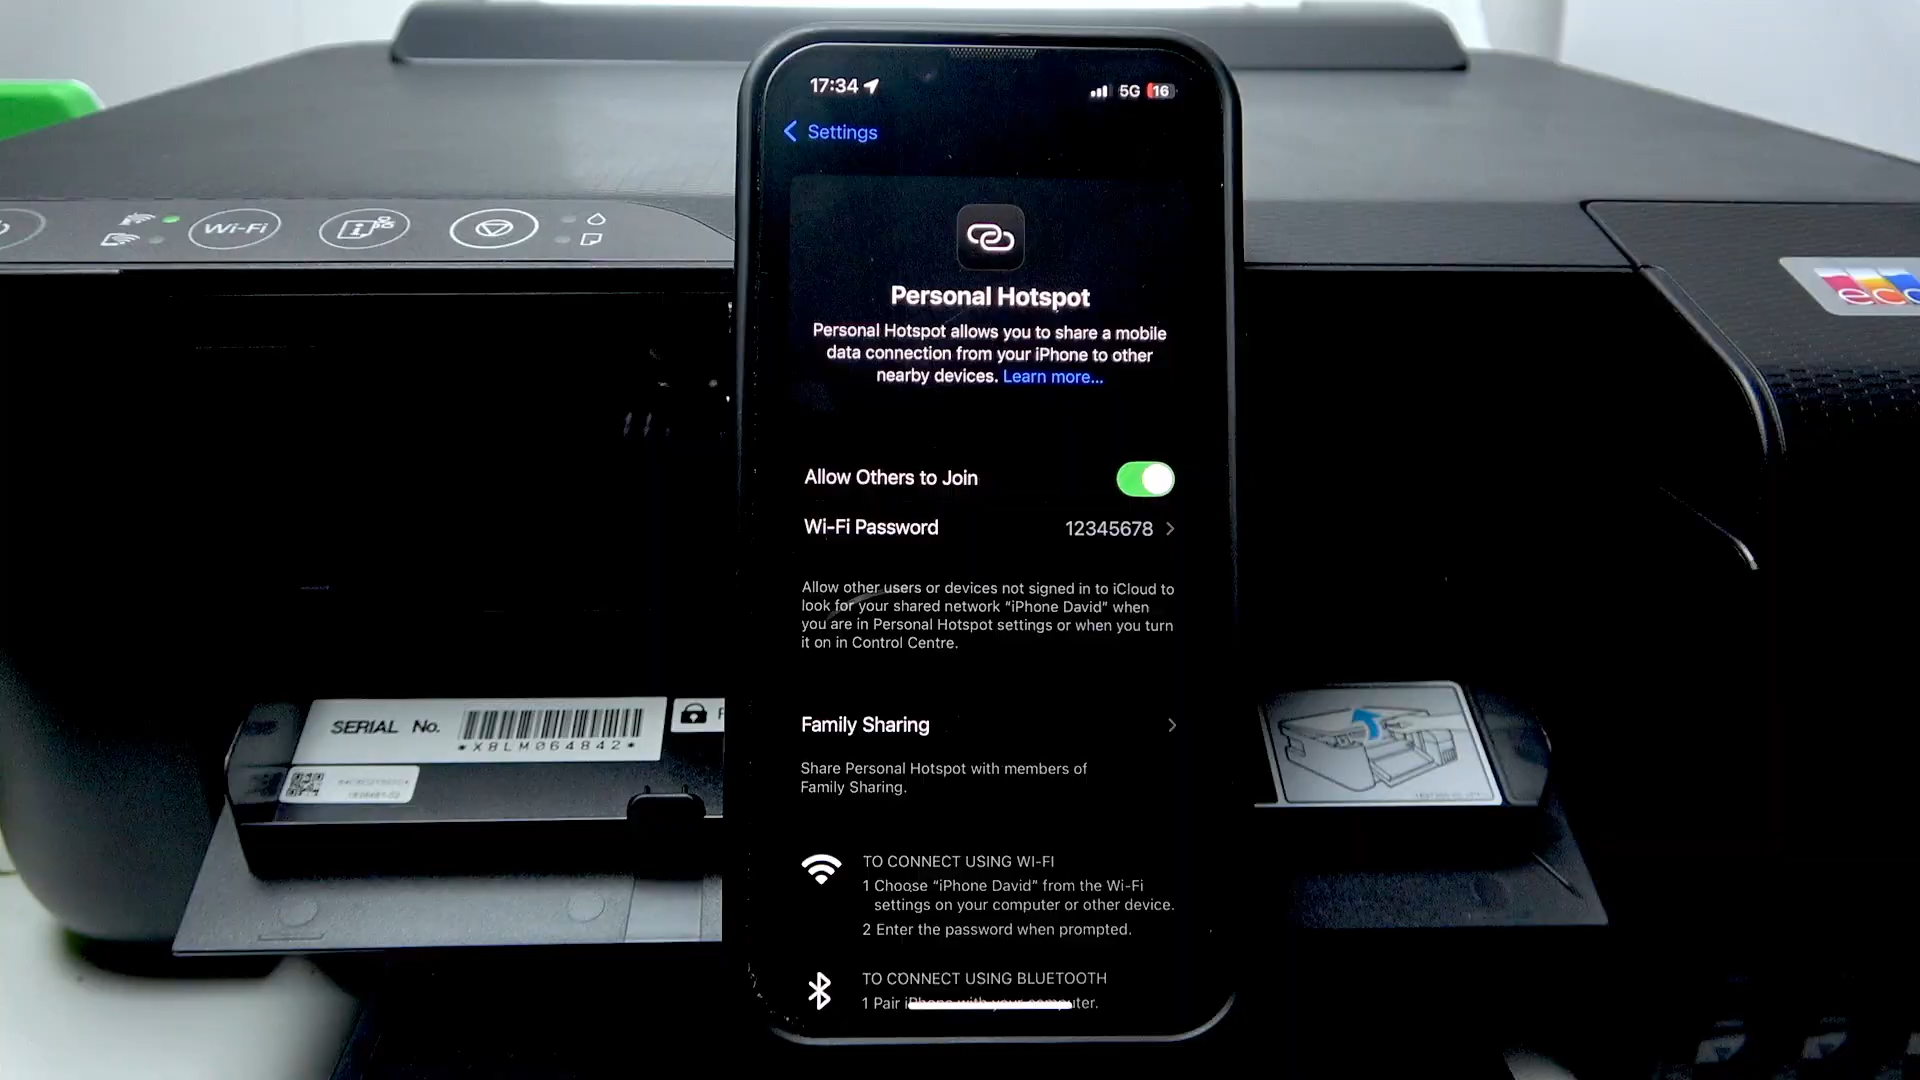 17:34
5G 16
Settings
Personal Hotspot
Personal Hotspot allows you to share a mobile
data connection from your iPhone to other
nearby devices. Learn more...
Allow Others to Join
Wi-Fi Password 12345678
Allow other users or devices not signed in to iCloud to
look for your shared network “iPhone David” when
you are in Personal Hotspot settings or when you turn
it on in Control Centre.
Family Sharing
Share Personal Hotspot with members of
Family Sharing.
TO CONNECT USING WI-FI
1 Choose “iPhone David” from the Wi-Fi
settings on your computer or other device.
2 Enter the password when prompted.
TO CONNECT USING BLUETOOTH
1 Pair iPhone with your computer.
Wi-Fi
SERIAL No.
*X8LM064842*